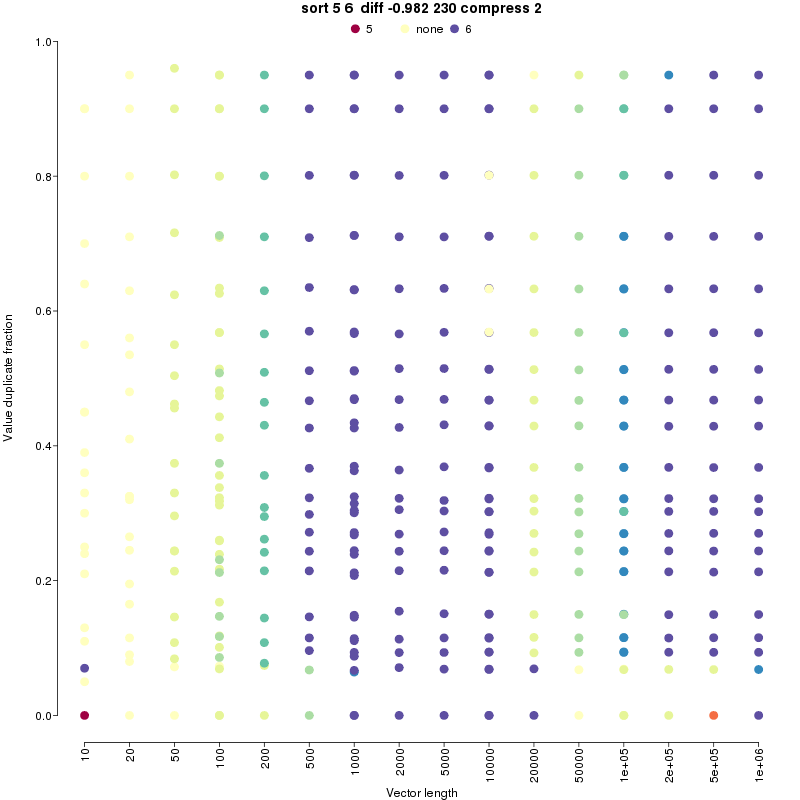 sort 5 6 diff -0.982 230 compress 2
5 none 6
1.0
0.8
0.6
0.4
0.2
0.0
Value duplicate fraction
10 20 50 100 200 500 1000 2000 5000 10000 20000 50000 1e+05 2e+05 5e+05 1e+06
Vector length